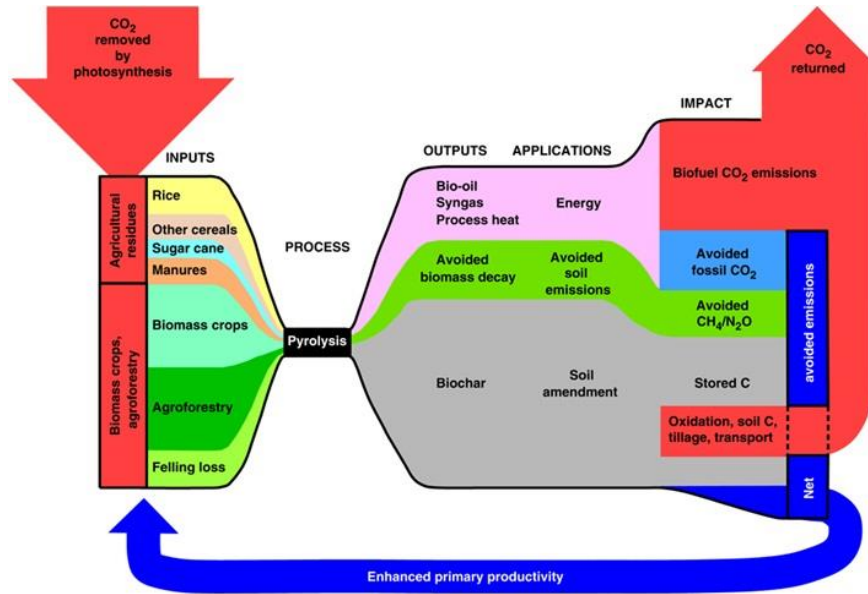 CO2
removed
by
photosynthesis
CO2
returned
IMPACT
INPUTS
OUTPUTS
APPLICATIONS
PROCESS
Agricultural
residues
Rice
Other cereals
Sugar cane
Manures
Biomass crops,
agroforestry
Biomass crops
Agroforestry
Felling loss
Pyrolysis
Bio-oil
Syngas
Process heat
Energy
Avoided
biomass decay
Avoided
soil
emissions
Biochar
Soil
amendment
Biofuel CO2 emissions
Avoided
fossil CO2
Avoided
CH4/N2O
Stored C
Oxidation, soil C,
tillage, transport
avoided emissions
Net
Enhanced primary productivity